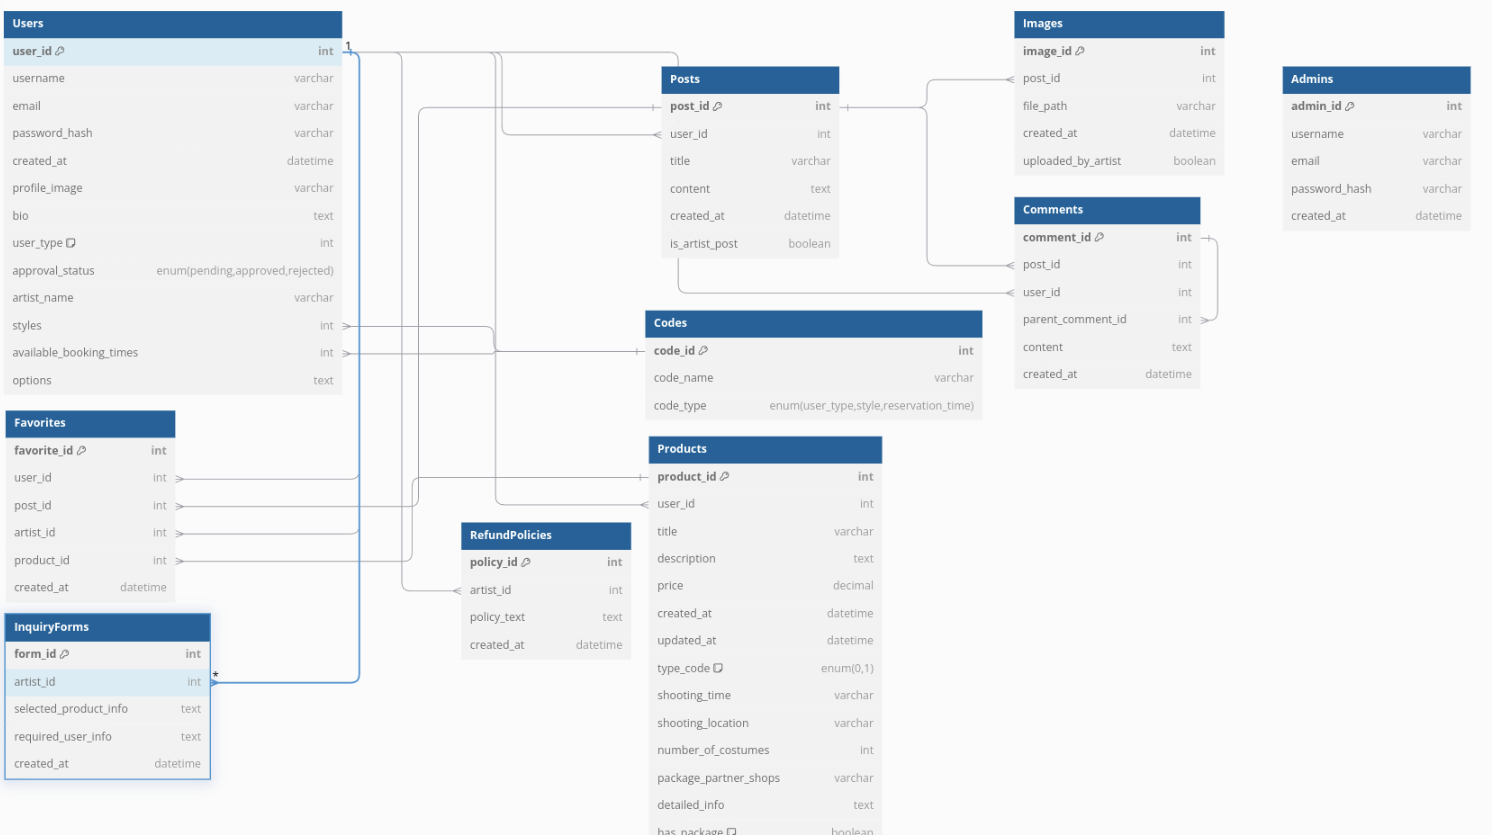 Users
user_id int
username varchar
email varchar
password_hash varchar
created_at datetime
profile_image varchar
bio text
user_type int
approval_status enum(pending,approved,rejected)
artist_name varchar
styles int
available_booking_times int
options text
1
Favorites
favorite_id int
user_id int
post_id int
artist_id int
product_id int
created_at datetime
InquiryForms
form_id int
artist_id int
*
selected_product_info text
required_user_info text
created_at datetime
RefundPolicies
policy_id int
artist_id int
policy_text text
created_at datetime
Posts
post_id int
user_id int
title varchar
content text
created_at datetime
is_artist_post boolean
Codes
code_id int
code_name varchar
code_type enum(user_type,style,reservation_time)
Products
product_id int
user_id int
title varchar
description text
price decimal
created_at datetime
updated_at datetime
type_code enum(0,1)
shooting_time varchar
shooting_location varchar
number_of_costumes int
package_partner_shops varchar
detailed_info text
has_package boolean
Images
image_id int
post_id int
file_path varchar
created_at datetime
uploaded_by_artist boolean
Comments
comment_id int
post_id int
user_id int
parent_comment_id int
content text
created_at datetime
Admins
admin_id int
username varchar
email varchar
password_hash varchar
created_at datetime